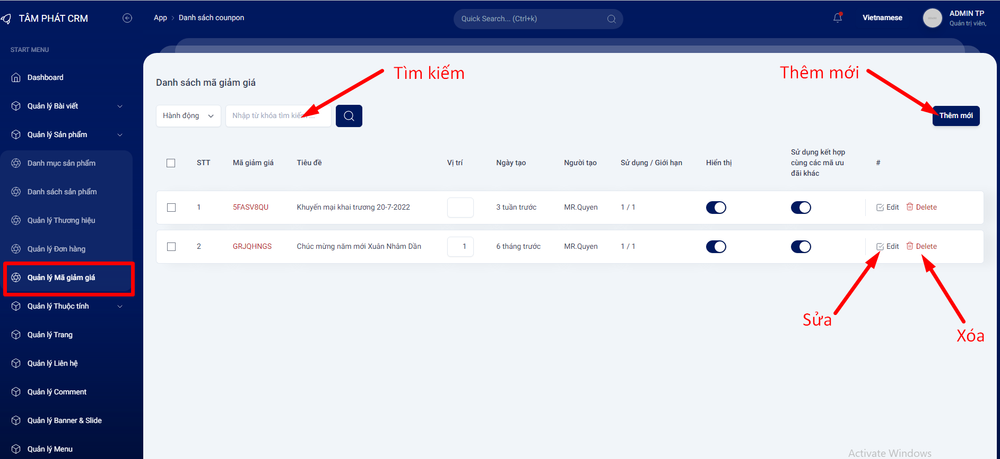 TÂM PHÁT CRM
App > Danh sách counpon
Quick Search... (Ctrl+k)
Vietnamese
ADMIN TP
Quản trị viên,
START MENU
Dashboard
Quản lý Bài viết
Quản lý Sản phẩm
Danh mục sản phẩm
Danh sách sản phẩm
Quản lý Thương hiệu
Quản lý Đơn hàng
Quản lý Mã giảm giá
Quản lý Thuộc tính
Quản lý Trang
Quản lý Liên hệ
Quản lý Comment
Quản lý Banner & Slide
Quản lý Menu
Tìm kiếm
Thêm mới
Danh sách mã giảm giá
Hành động
Nhập từ khóa tìm kiếm ...
Thêm mới
STT Mã giảm giá Tiêu đề Vị trí Ngày tạo Người tạo Sử dụng / Giới hạn Hiển thị
Sử dụng kết hợp
cùng các mã ưu
đãi khác
#
1 5FASV8QU Khuyến mại khai trương 20-7-2022 3 tuần trước MR.Quyen 1 / 1 Edit Delete
2 GRJQHNGS Chúc mừng năm mới Xuân Nhâm Dần 1 6 tháng trước MR.Quyen 1 / 1 Edit Delete
Sửa
Xóa
Activate Windows